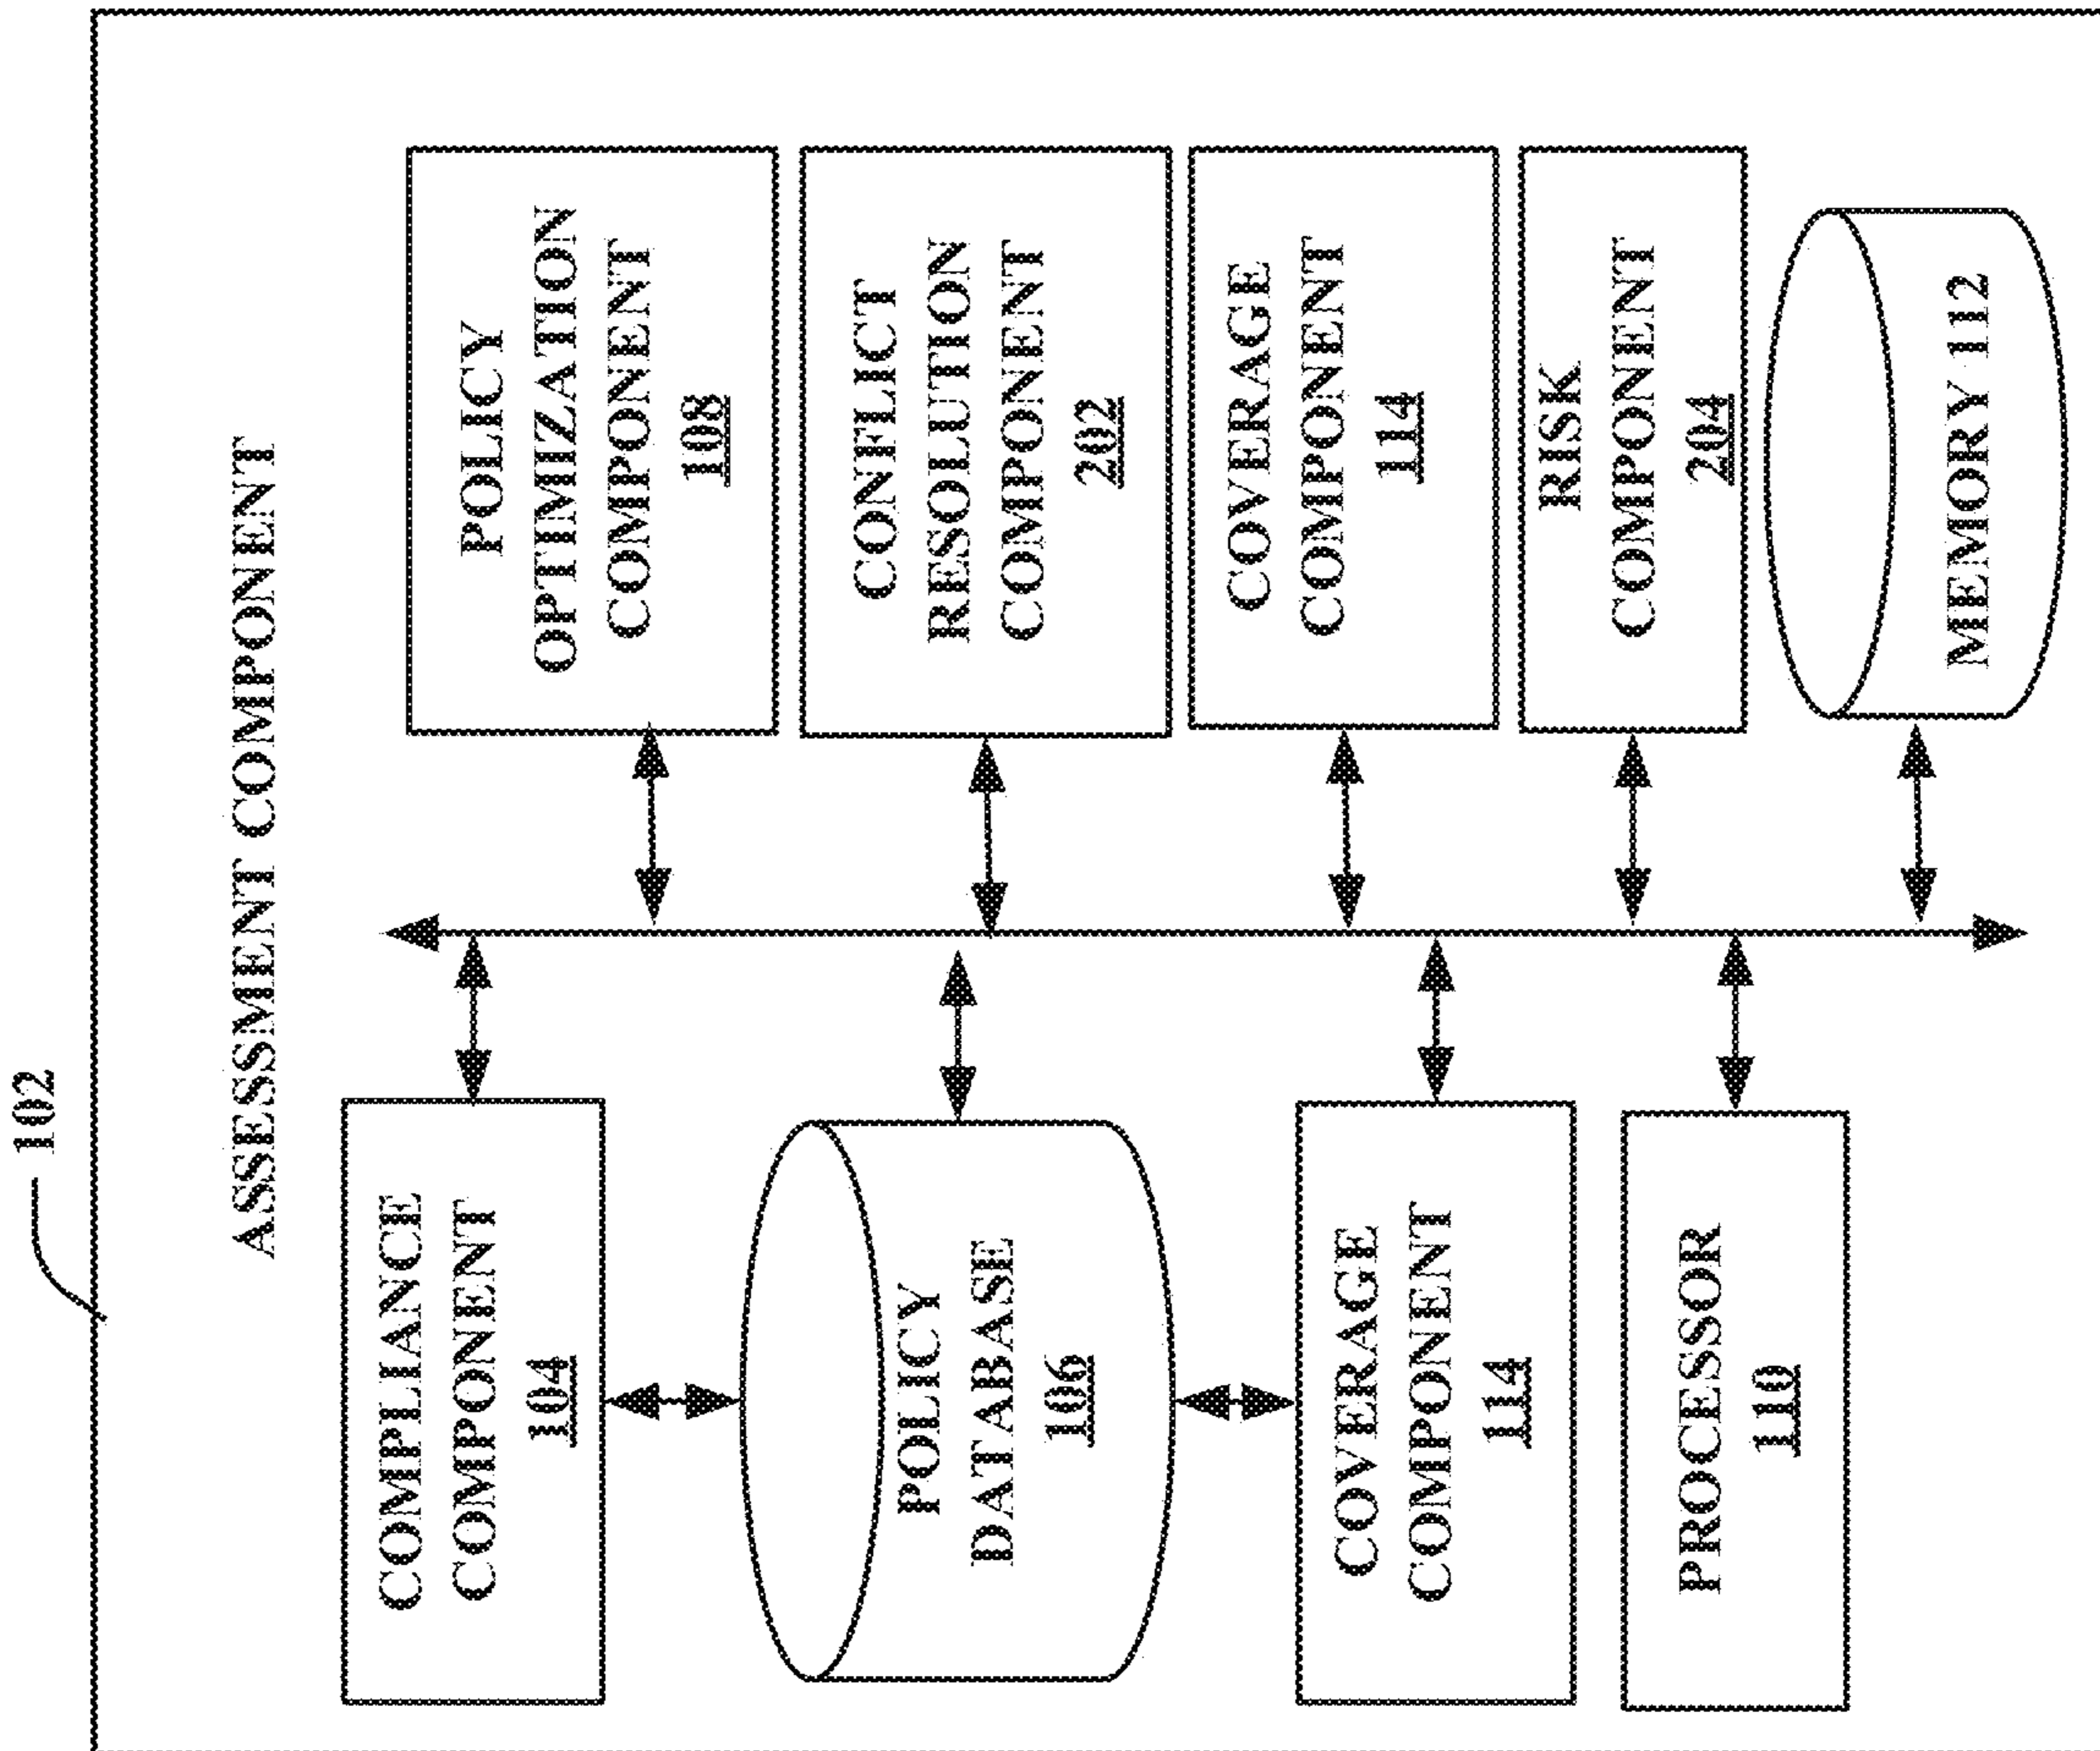 102
ASSESSMENT COMPONENT
COMPLIANCE
COMPONENT
104
POLICY
DATABASE
106
COVERAGE
COMPONENT
114
PROCESSOR
110
POLICY
OPTIMIZATION
COMPONENT
108
CONFLICT
RESOLUTION
COMPONENT
202
COVERAGE
COMPONENT
114
RISK
COMPONENT
204
MEMORY 112